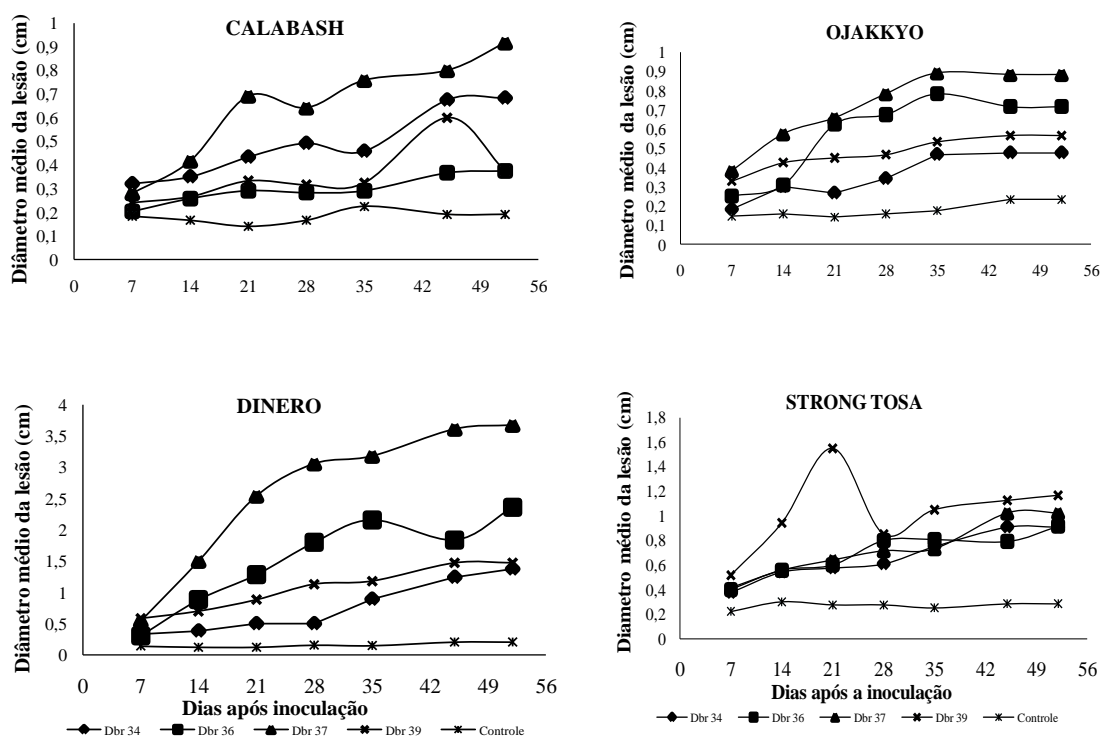 CALABASH
Diâmetro médio da lesão (cm)
1
0,9
0,8
0,7
0,6
0,5
0,4
0,3
0,2
0,1
0
0 7 14 21 28 35 42 49 56
OJAKKYO
Diâmetro médio da lesão (cm)
1
0,9
0,8
0,7
0,6
0,5
0,4
0,3
0,2
0,1
0
0 7 14 21 28 35 42 49 56
DINERO
Diâmetro médio da lesão (cm)
4
3,5
3
2,5
2
1,5
1
0,5
0
0 7 14 21 28 35 42 49 56
Dias após inoculação
Dbr 34 Dbr 36 Dbr 37 Dbr 39 Controle
STRONG TOSA
Diametro médio da lesão (cm)
1,8
1,6
1,4
1,2
1
0,8
0,6
0,4
0,2
0
0 7 14 21 28 35 42 49 56
Dias após a inoculação
Dbr 34 Dbr 36 Dbr 37 Dbr 39 Controle